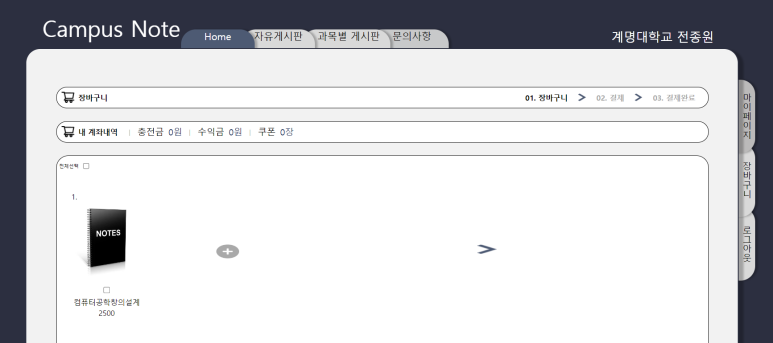 Campus Note
Home 자유게시판 과목별 게시판 문의사항
계명대학교 전종원
장바구니 01. 장바구니 > 02. 결제 > 03. 결제완료
내 계좌내역 | 충전금 0원 | 수익금 0원 | 쿠폰 0장
전체선택
1.
NOTES
컴퓨터공학창의설계
2500
마이페이지
장바구니
로그아웃